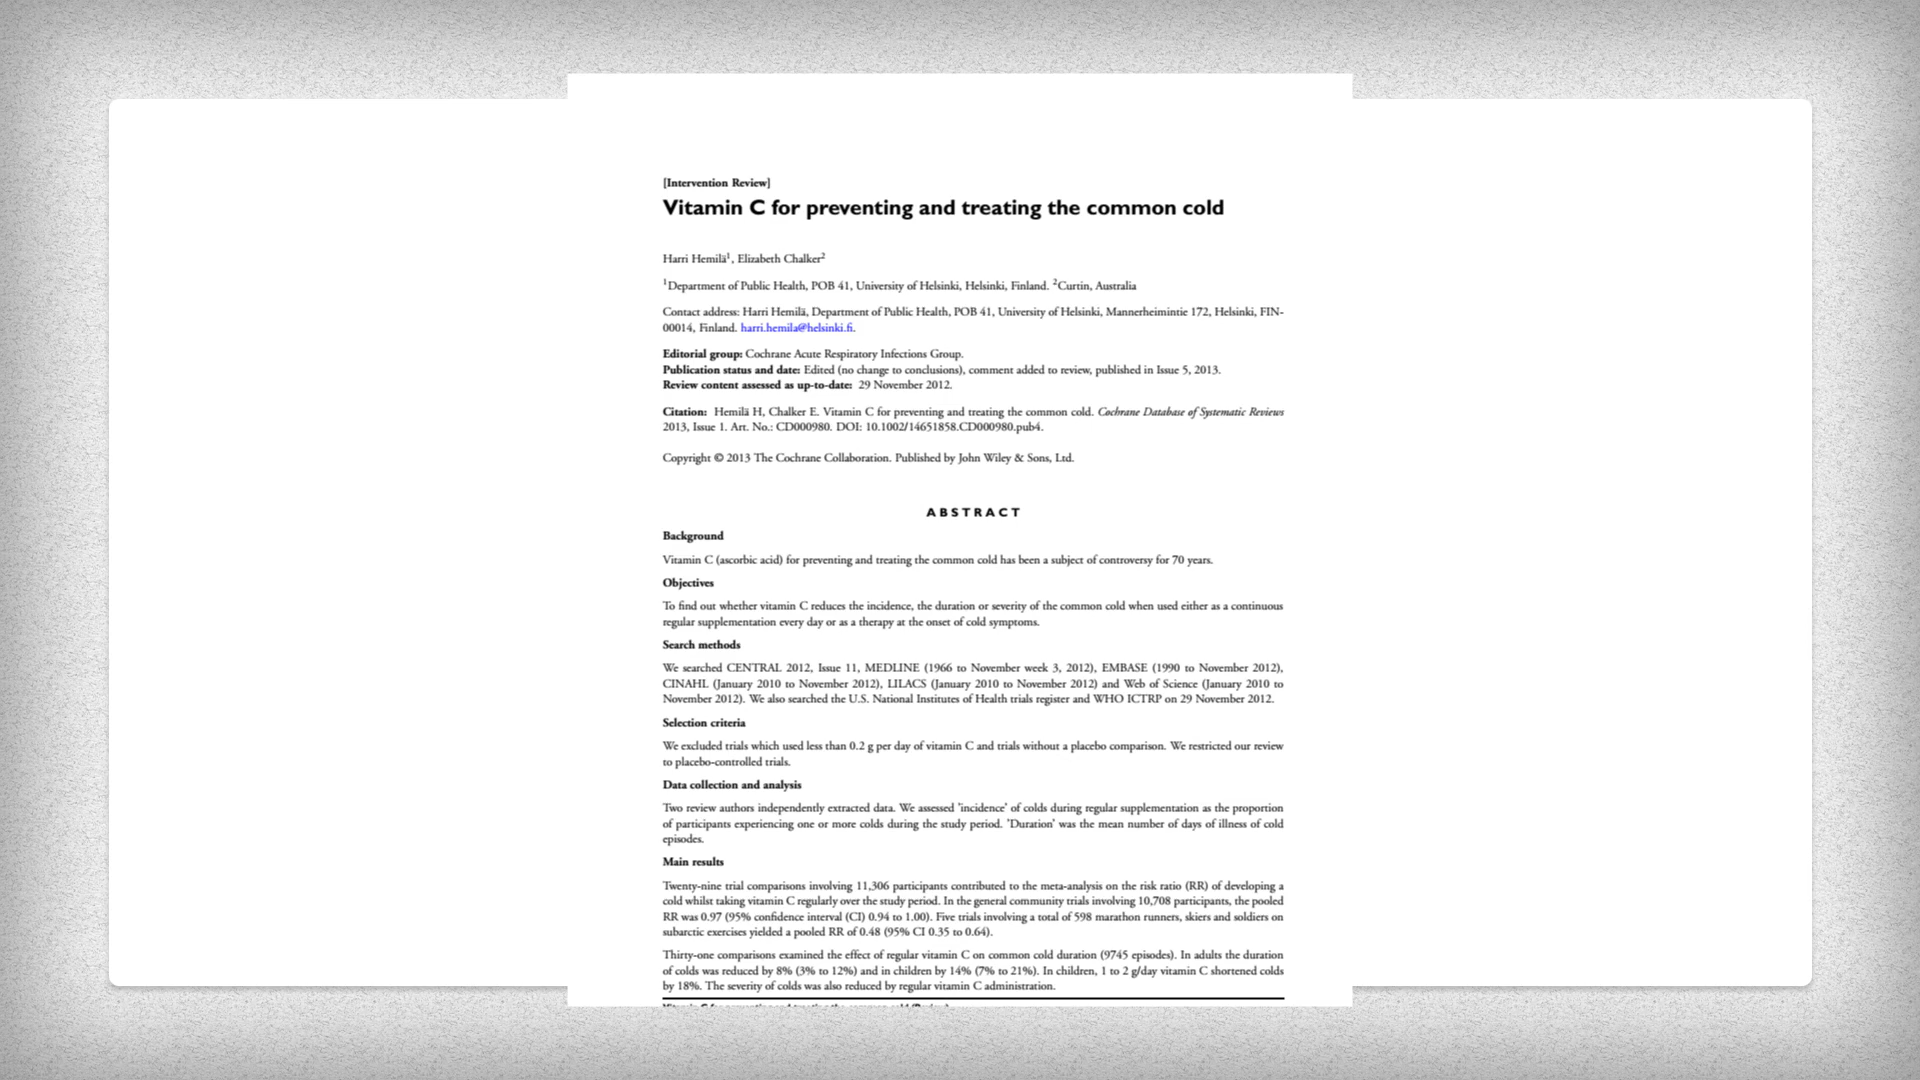 [Intervention Review]
Vitamin C for preventing and treating the common cold
Harri Hemilä¹, Elizabeth Chalker²
¹Department of Public Health, POB 41, University of Helsinki, Helsinki, Finland. ²Curtin, Australia
Contact address: Harri Hemilä, Department of Public Health, POB 41, University of Helsinki, Mannerheimintie 172, Helsinki, FIN-
00014, Finland. harri.hemila@helsinki.fi.
Editorial group: Cochrane Acute Respiratory Infections Group.
Publication status and date: Edited (no change to conclusions), comment added to review, published in Issue 5, 2013.
Review content assessed as up-to-date: 29 November 2012.
Citation: Hemilä H, Chalker E. Vitamin C for preventing and treating the common cold. Cochrane Database of Systematic Reviews
2013, Issue 1. Art. No.: CD000980. DOI: 10.1002/14651858.CD000980.pub4.
Copyright © 2013 The Cochrane Collaboration. Published by John Wiley & Sons, Ltd.
ABSTRACT
Background
Vitamin C (ascorbic acid) for preventing and treating the common cold has been a subject of controversy for 70 years.
Objectives
To find out whether vitamin C reduces the incidence, the duration or severity of the common cold when used either as a continuous
regular supplementation every day or as a therapy at the onset of cold symptoms.
Search methods
We searched CENTRAL 2012, Issue 11, MEDLINE (1966 to November week 3, 2012), EMBASE (1990 to November 2012),
CINAHL (January 2010 to November 2012), LILACS (January 2010 to November 2012) and Web of Science (January 2010 to
November 2012). We also searched the U.S. National Institutes of Health trials register and WHO ICTRP on 29 November 2012.
Selection criteria
We excluded trials which used less than 0.2 g per day of vitamin C and trials without a placebo comparison. We restricted our review
to placebo-controlled trials.
Data collection and analysis
Two review authors independently extracted data. We assessed 'incidence' of colds during regular supplementation as the proportion
of participants experiencing one or more colds during the study period. 'Duration' was the mean number of days of illness of cold
episodes.
Main results
Twenty-nine trial comparisons involving 11,306 participants contributed to the meta-analysis on the risk ratio (RR) of developing a
cold whilst taking vitamin C regularly over the study period. In the general community trials involving 10,708 participants, the pooled
RR was 0.97 (95% confidence interval (CI) 0.94 to 1.00). Five trials involving a total of 598 marathon runners, skiers and soldiers on
subarctic exercises yielded a pooled RR of 0.48 (95% CI 0.35 to 0.64).
Thirty-one comparisons examined the effect of regular vitamin C on common cold duration (9745 episodes). In adults the duration
of colds was reduced by 8% (3% to 12%) and in children by 14% (7% to 21%). In children, 1 to 2 g/day vitamin C shortened colds
by 18%. The severity of colds was also reduced by regular vitamin C administration.